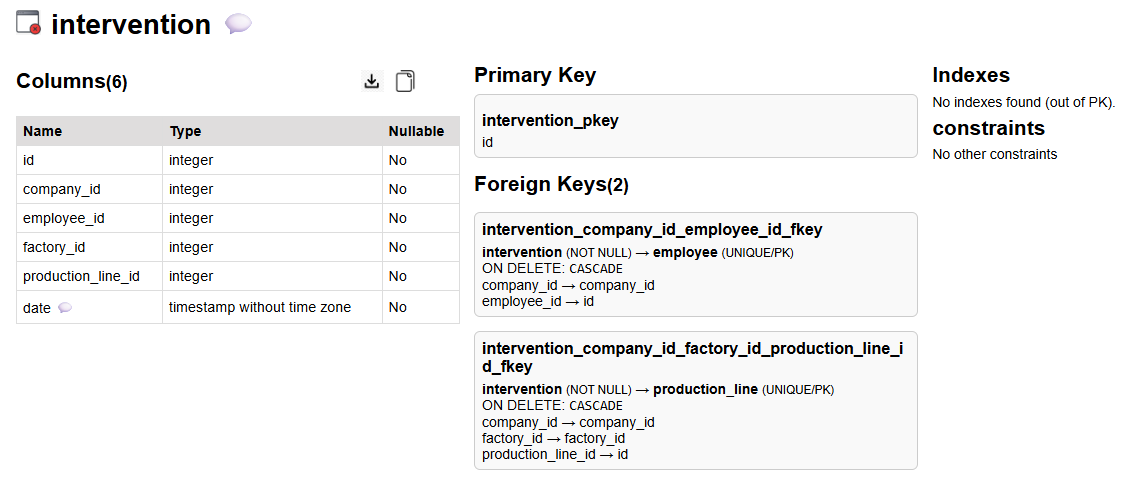 intervention
Columns(6)
Name Type Nullable
id integer No
company_id integer No
employee_id integer No
factory_id integer No
production_line_id integer No
date timestamp without time zone No
Primary Key
intervention_pkey
id
Foreign Keys(2)
intervention_company_id_employee_id_fkey
intervention (NOT NULL) → employee (UNIQUE/PK)
ON DELETE: CASCADE
company_id → company_id
employee_id → id
intervention_company_id_factory_id_production_line_i
d_fkey
intervention (NOT NULL) → production_line (UNIQUE/PK)
ON DELETE: CASCADE
company_id → company_id
factory_id → factory_id
production_line_id → id
Indexes
No indexes found (out of PK).
constraints
No other constraints